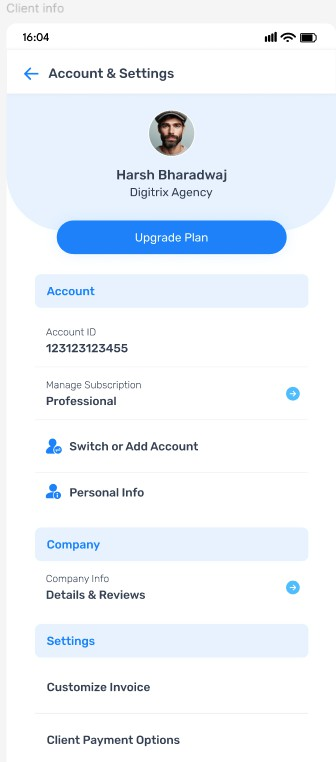 Client info
16:04
Account & Settings
Harsh Bharadwaj
Digitrix Agency
Upgrade Plan
Account
Account ID
123123123455
Manage Subscription
Professional
Switch or Add Account
Personal Info
Company
Company Info
Details & Reviews
Settings
Customize Invoice
Client Payment Options